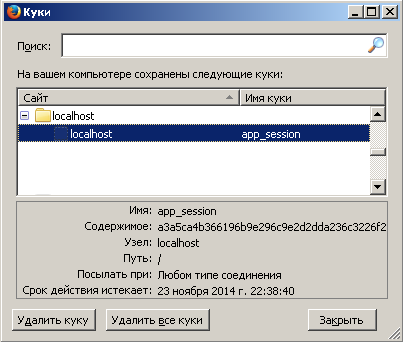 Куки
Поиск:
На вашем компьютере сохранены следующие куки:
Сайт Имя куки
localhost
localhost app_session
Имя: app_session
Содержимое: a3a5ca4b366196b9e296c9e2d2dda236c3226f2
Узел: localhost
Путь: /
Посылать при: Любом типе соединения
Срок действия истекает: 23 ноября 2014 г. 22:38:40
Удалить куку Удалить все куки Закрыть